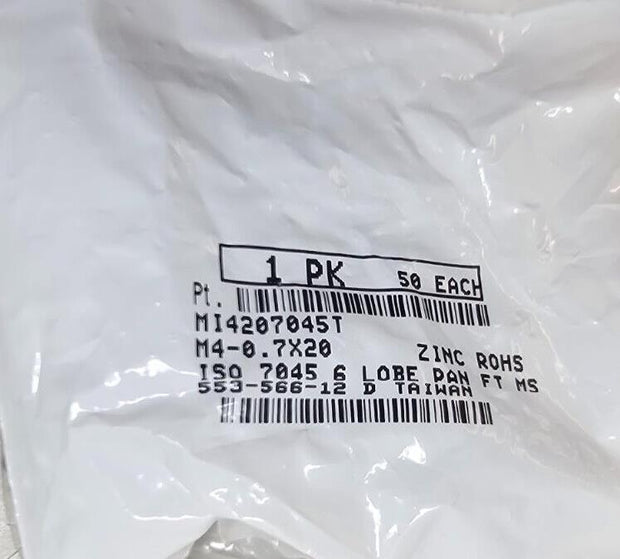 1 PK 50 EACH
Pt.
MI4207045T
M4-0.7X20 ZINC ROHS
ISO 7045 6 LOBE PAN FT MS
553-566-12 D TAIWAN